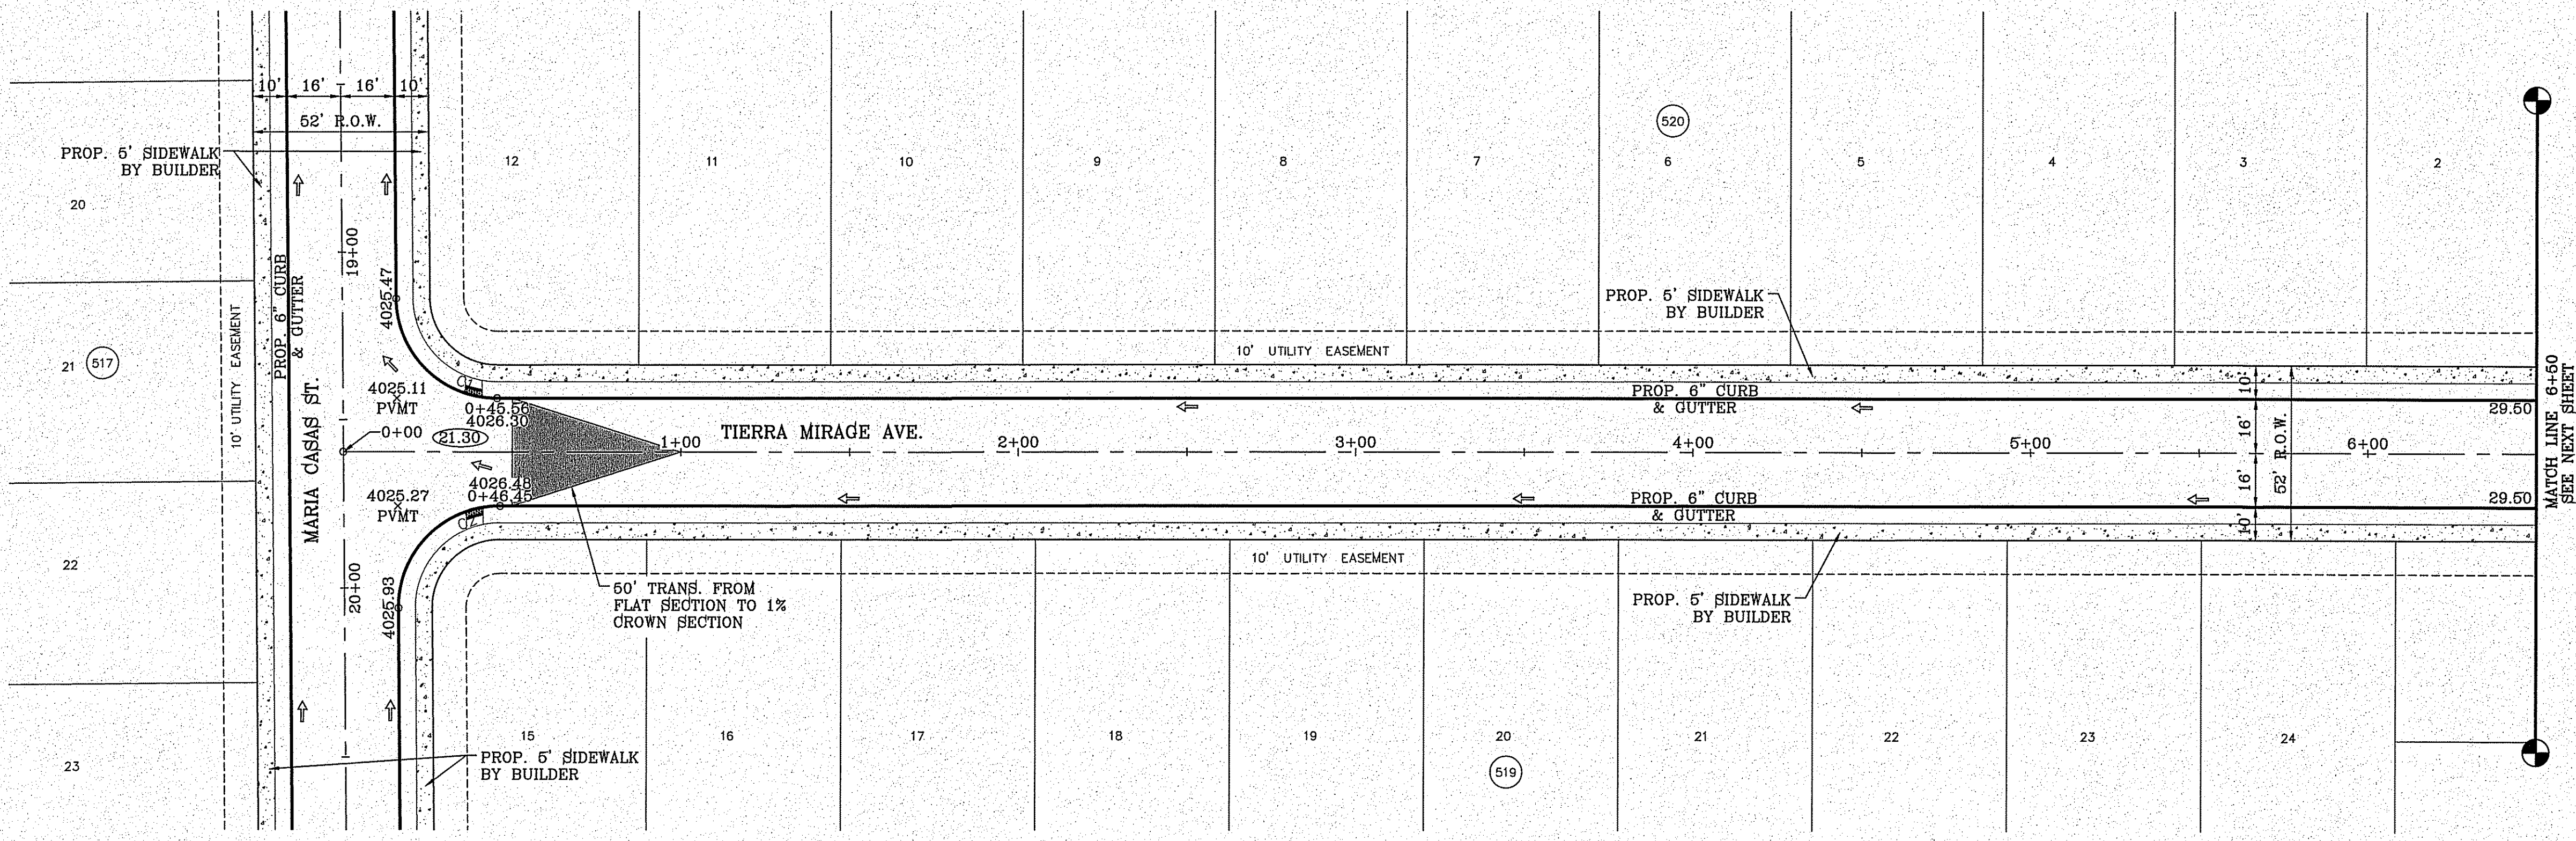 10' 16' 16' 10'
52' R.O.W.
PROP. 5' SIDEWALK
BY BUILDER
20
21
517
22
23
10' UTILITY EASEMENT
PROP. 6" CURB
& GUTTER
MARIA CASAS ST.
19+00
20+00
4025.47
4025.11
PVMT
0+00
21.30
0+45.56
4026.30
4026.48
0+46.45
4025.27
PVMT
4025.93
C1
C2
12
11
10
9
8
7
6
5
4
3
2
520
PROP. 5' SIDEWALK
BY BUILDER
10' UTILITY EASEMENT
PROP. 6" CURB
& GUTTER
TIERRA MIRAGE AVE.
1+00
2+00
3+00
4+00
5+00
6+00
PROP. 6" CURB
& GUTTER
10' UTILITY EASEMENT
10'
16'
16'
10'
52' R.O.W.
29.50
29.50
MATCH LINE 6+50
SEE NEXT SHEET
50' TRANS. FROM
FLAT SECTION TO 1%
CROWN SECTION
PROP. 5' SIDEWALK
BY BUILDER
PROP. 5' SIDEWALK
BY BUILDER
15
16
17
18
19
20
21
22
23
24
519